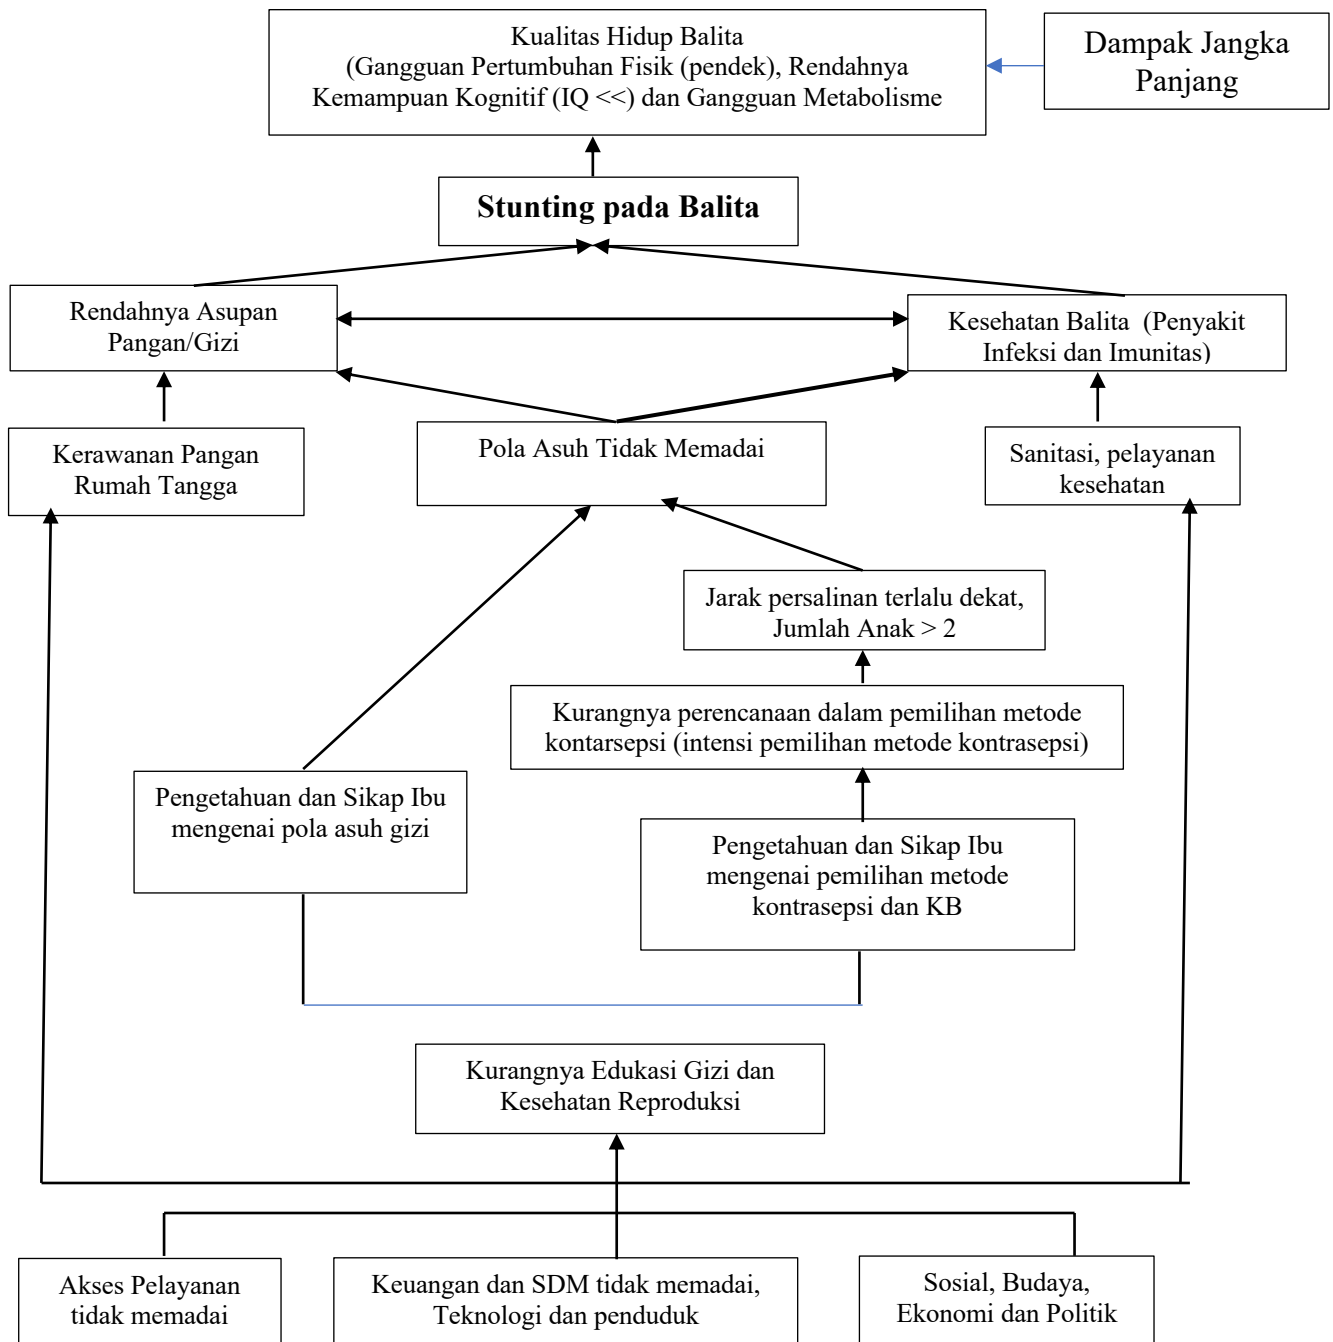 Kualitas Hidup Balita
(Gangguan Pertumbuhan Fisik (pendek), Rendahnya
Kemampuan Kognitif (IQ <<) dan Gangguan Metabolisme
Dampak Jangka
Panjang
Stunting pada Balita
Rendahnya Asupan
Pangan/Gizi
Kesehatan Balita (Penyakit
Infeksi dan Imunitas)
Kerawanan Pangan
Rumah Tangga
Pola Asuh Tidak Memadai
Sanitasi, pelayanan
kesehatan
Jarak persalinan terlalu dekat,
Jumlah Anak > 2
Kurangnya perencanaan dalam pemilihan metode
kontarsepsi (intensi pemilihan metode kontrasepsi)
Pengetahuan dan Sikap Ibu
mengenai pola asuh gizi
Pengetahuan dan Sikap Ibu
mengenai pemilihan metode
kontrasepsi dan KB
Kurangnya Edukasi Gizi dan
Kesehatan Reproduksi
Akses Pelayanan
tidak memadai
Keuangan dan SDM tidak memadai,
Teknologi dan penduduk
Sosial, Budaya,
Ekonomi dan Politik